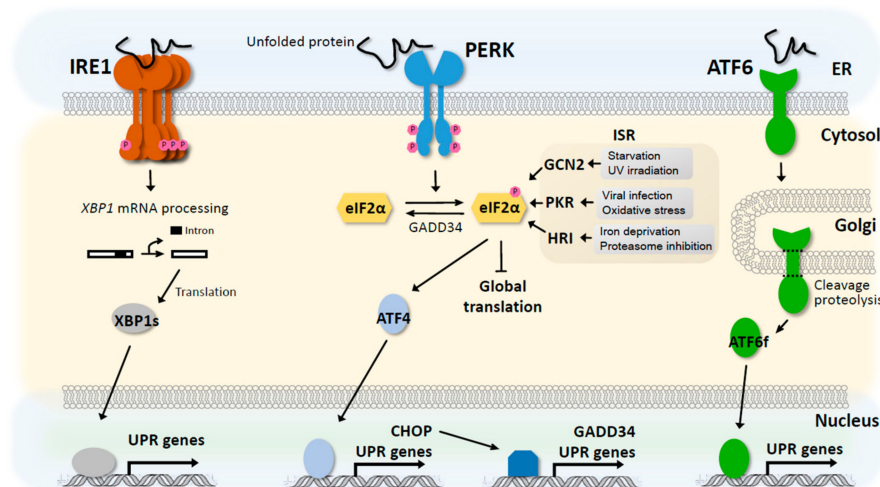 Unfolded protein
IRE1
PERK
ATF6
ER
Cytosol
P
P
P
P
P
P
P
P
ISR
GCN2
Starvation
UV irradiation
XBP1 mRNA processing
P
eIF2α
eIF2α
PKR
Viral infection
Oxidative stress
GADD34
Intron
HRI
Iron deprivation
Proteasome inhibition
Golgi
Global
translation
Translation
Cleavage
proteolysis
XBP1s
ATF4
ATF6f
Nucleus
UPR genes
CHOP
UPR genes
GADD34
UPR genes
UPR genes